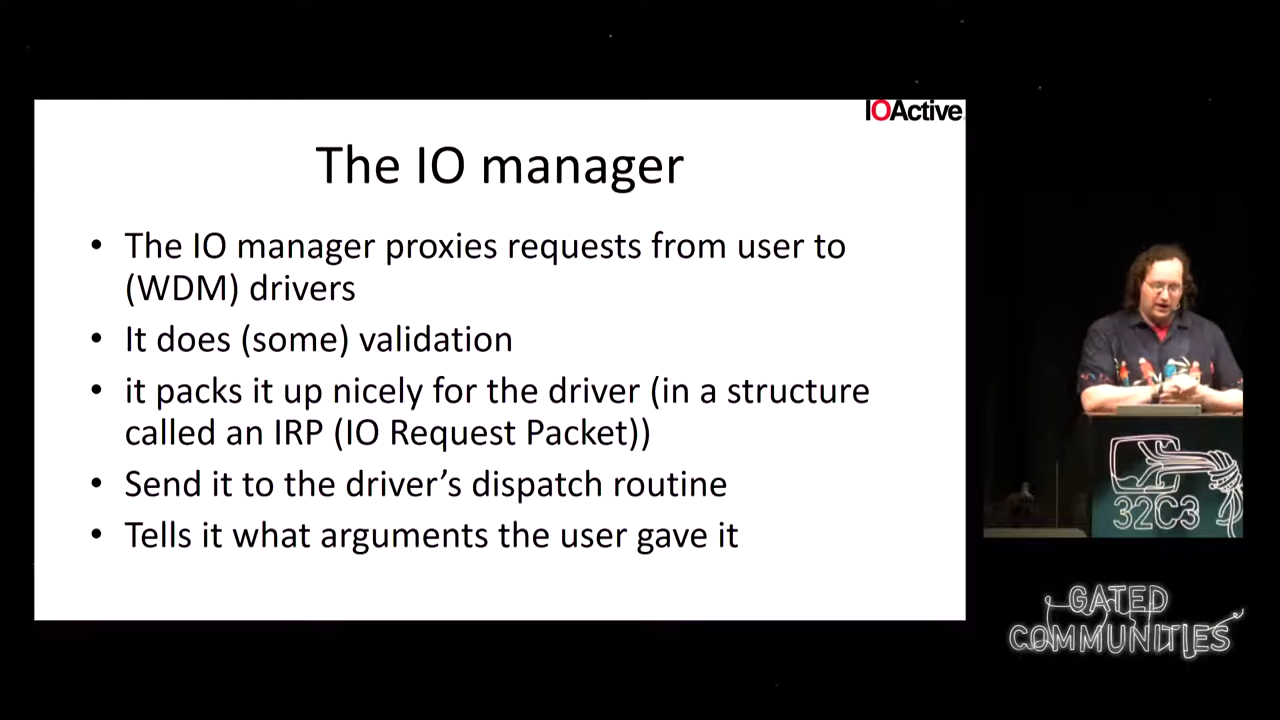 IOActive
The IO manager
• The IO manager proxies requests from user to
(WDM) drivers
• It does (some) validation
• it packs it up nicely for the driver (in a structure
called an IRP (IO Request Packet))
• Send it to the driver’s dispatch routine
• Tells it what arguments the user gave it
32C3
GATED
COMMUNITIES